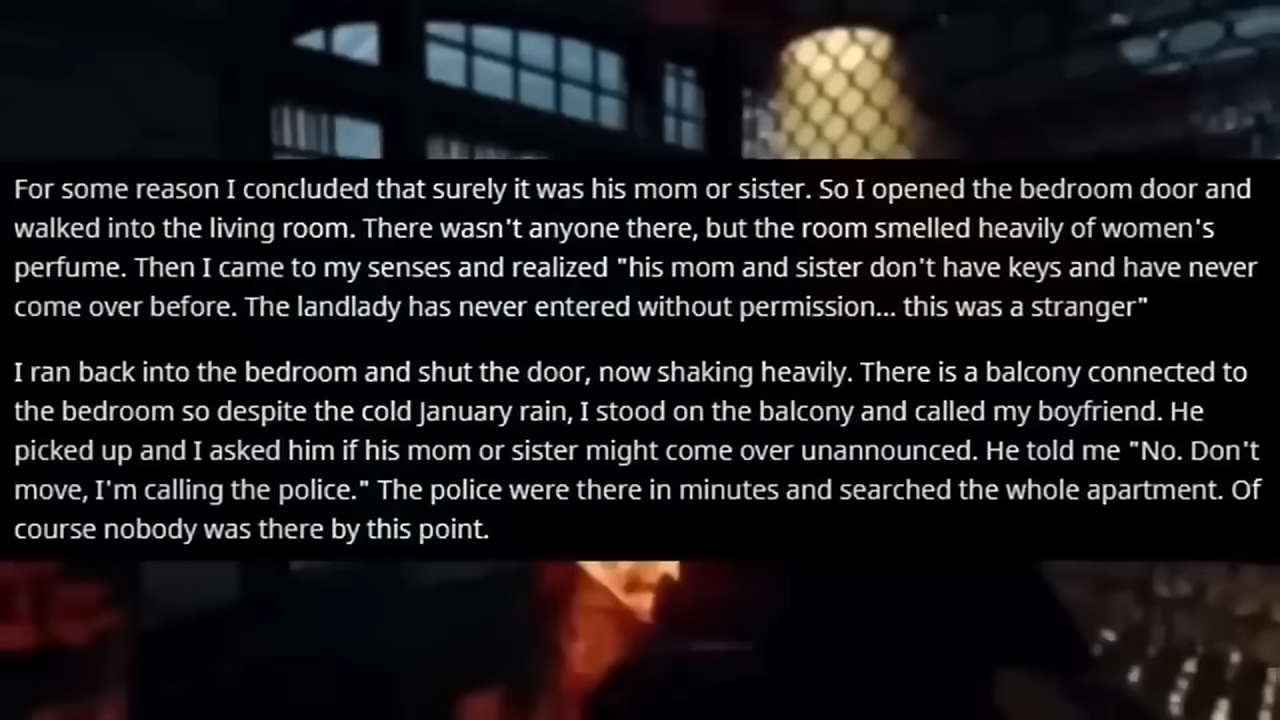 For some reason I concluded that surely it was his mom or sister. So I opened the bedroom door and
walked into the living room. There wasn't anyone there, but the room smelled heavily of women's
perfume. Then I came to my senses and realized "his mom and sister don't have keys and have never
come over before. The landlady has never entered without permission... this was a stranger"
I ran back into the bedroom and shut the door, now shaking heavily. There is a balcony connected to
the bedroom so despite the cold January rain, I stood on the balcony and called my boyfriend. He
picked up and I asked him if his mom or sister might come over unannounced. He told me "No. Don't
move, I'm calling the police." The police were there in minutes and searched the whole apartment. Of
course nobody was there by this point.